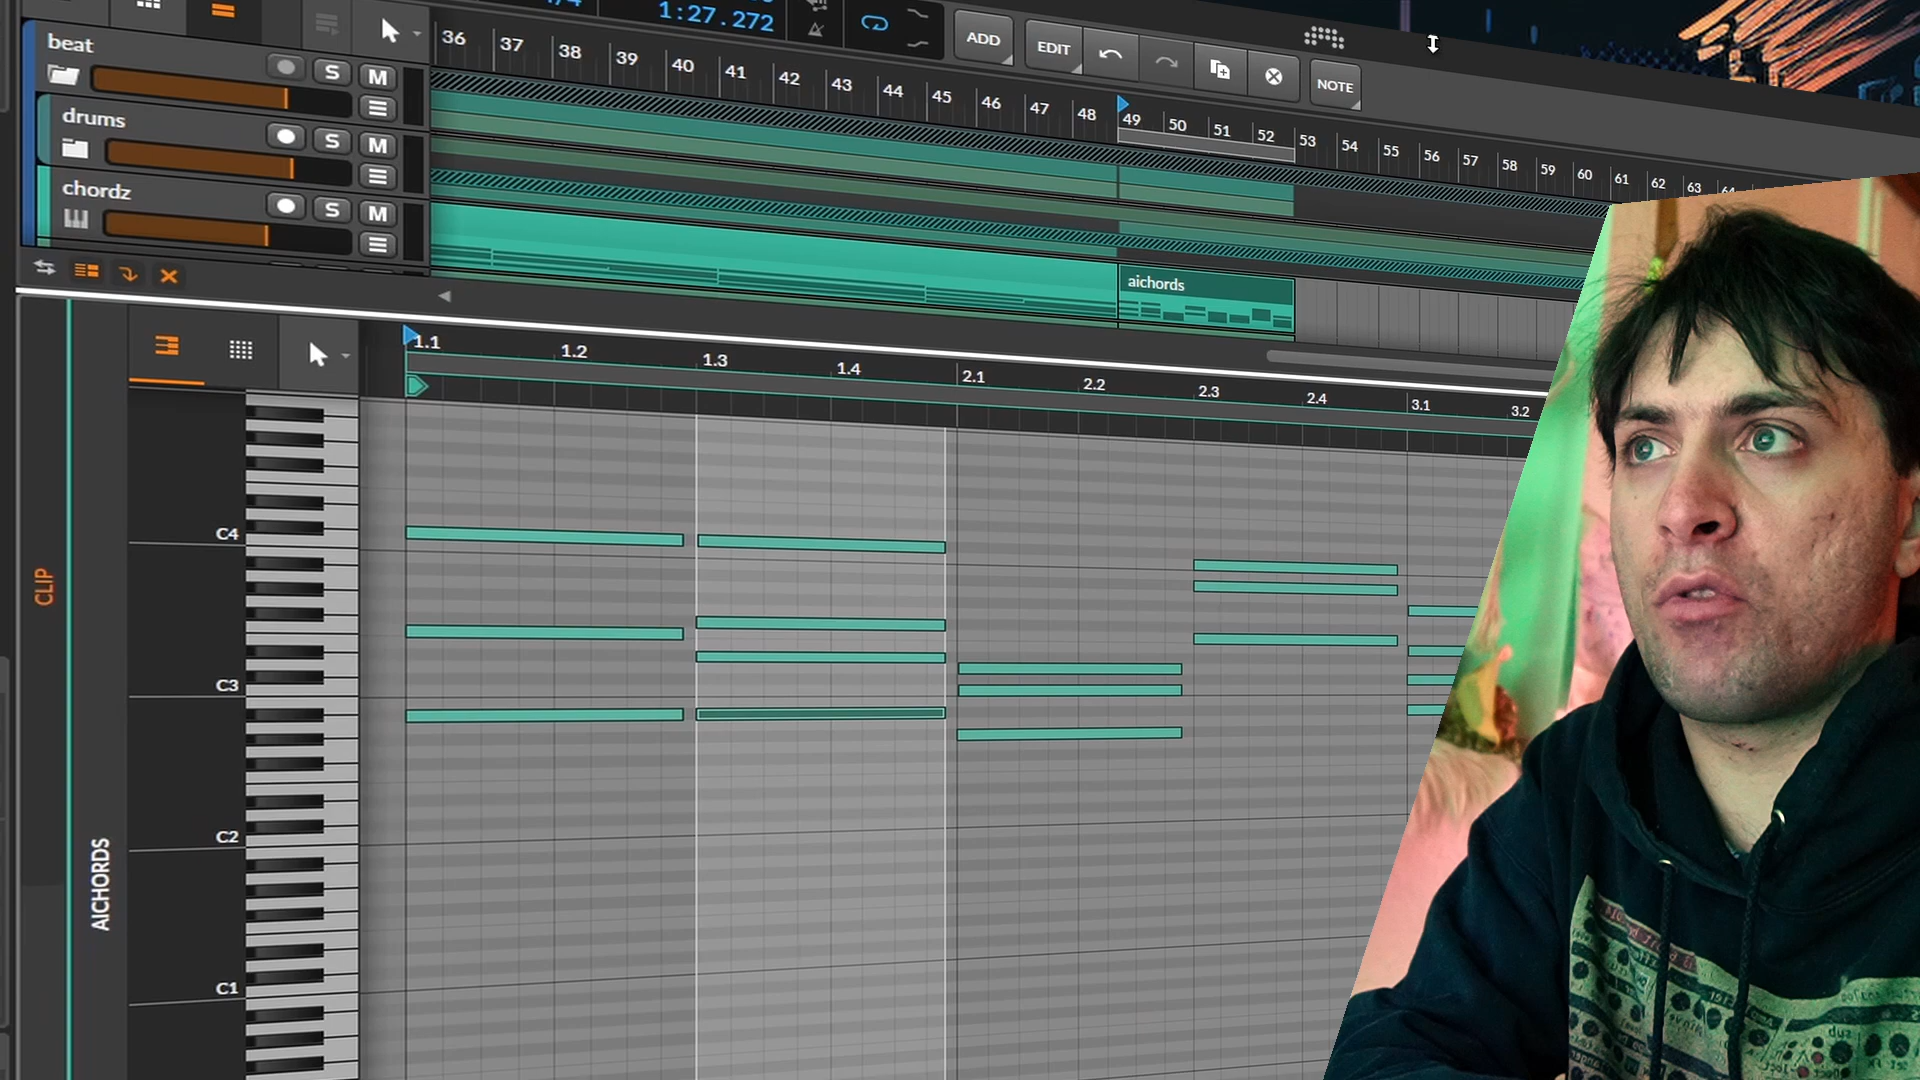 1:27.272
ADD
EDIT
NOTE
beat
S M
36 37 38 39 40 41 42 43 44 45 46 47 48 49 50 51 52 53 54 55 56 57 58 59 60 61 62 63
drums
S M
chordz
S M
aichords
1.1 1.2 1.3 1.4 2.1 2.2 2.3 2.4 3.1 3.2
C4
C3
C2
C1
CLIP
AICHORDS